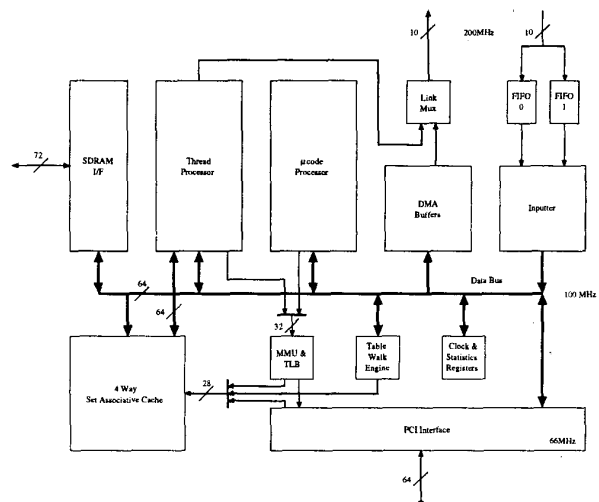 10
200MHz
10
SDRAM
I/F
Thread
Processor
µcode
Processor
Link
Mux
FIFO
0
FIFO
1
72
DMA
Buffers
Inputter
64
Data Bus
100 MHz
64
32
4 Way
Set Associative Cache
28
MMU &
TLB
Table
Walk
Engine
Clock &
Statistics
Registers
PCI Interface
66MHz
64